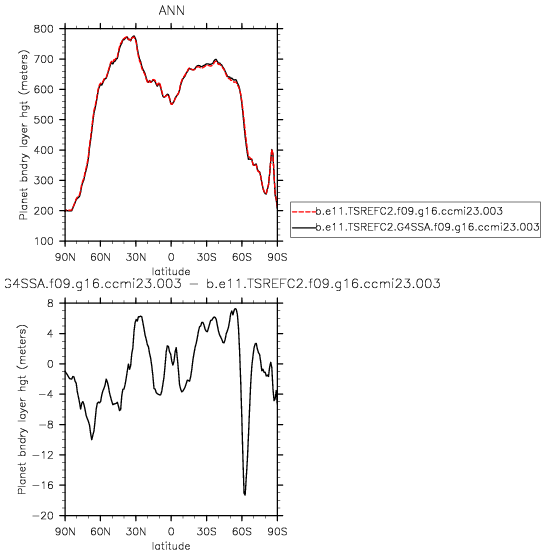 ANN
Planet bndry layer hgt (meters)
800
700
600
500
400
300
200
100
90N 60N 30N 0 30S 60S 90S
latitude
b.e11.TSREFC2.f09.g16.ccmi23.003
b.e11.TSREFC2.G4SSA.f09.g16.ccmi23.003
G4SSA.f09.g16.ccmi23.003 - b.e11.TSREFC2.f09.g16.ccmi23.003
Planet bndry layer hgt (meters)
8
4
0
-4
-8
-12
-16
-20
90N 60N 30N 0 30S 60S 90S
latitude